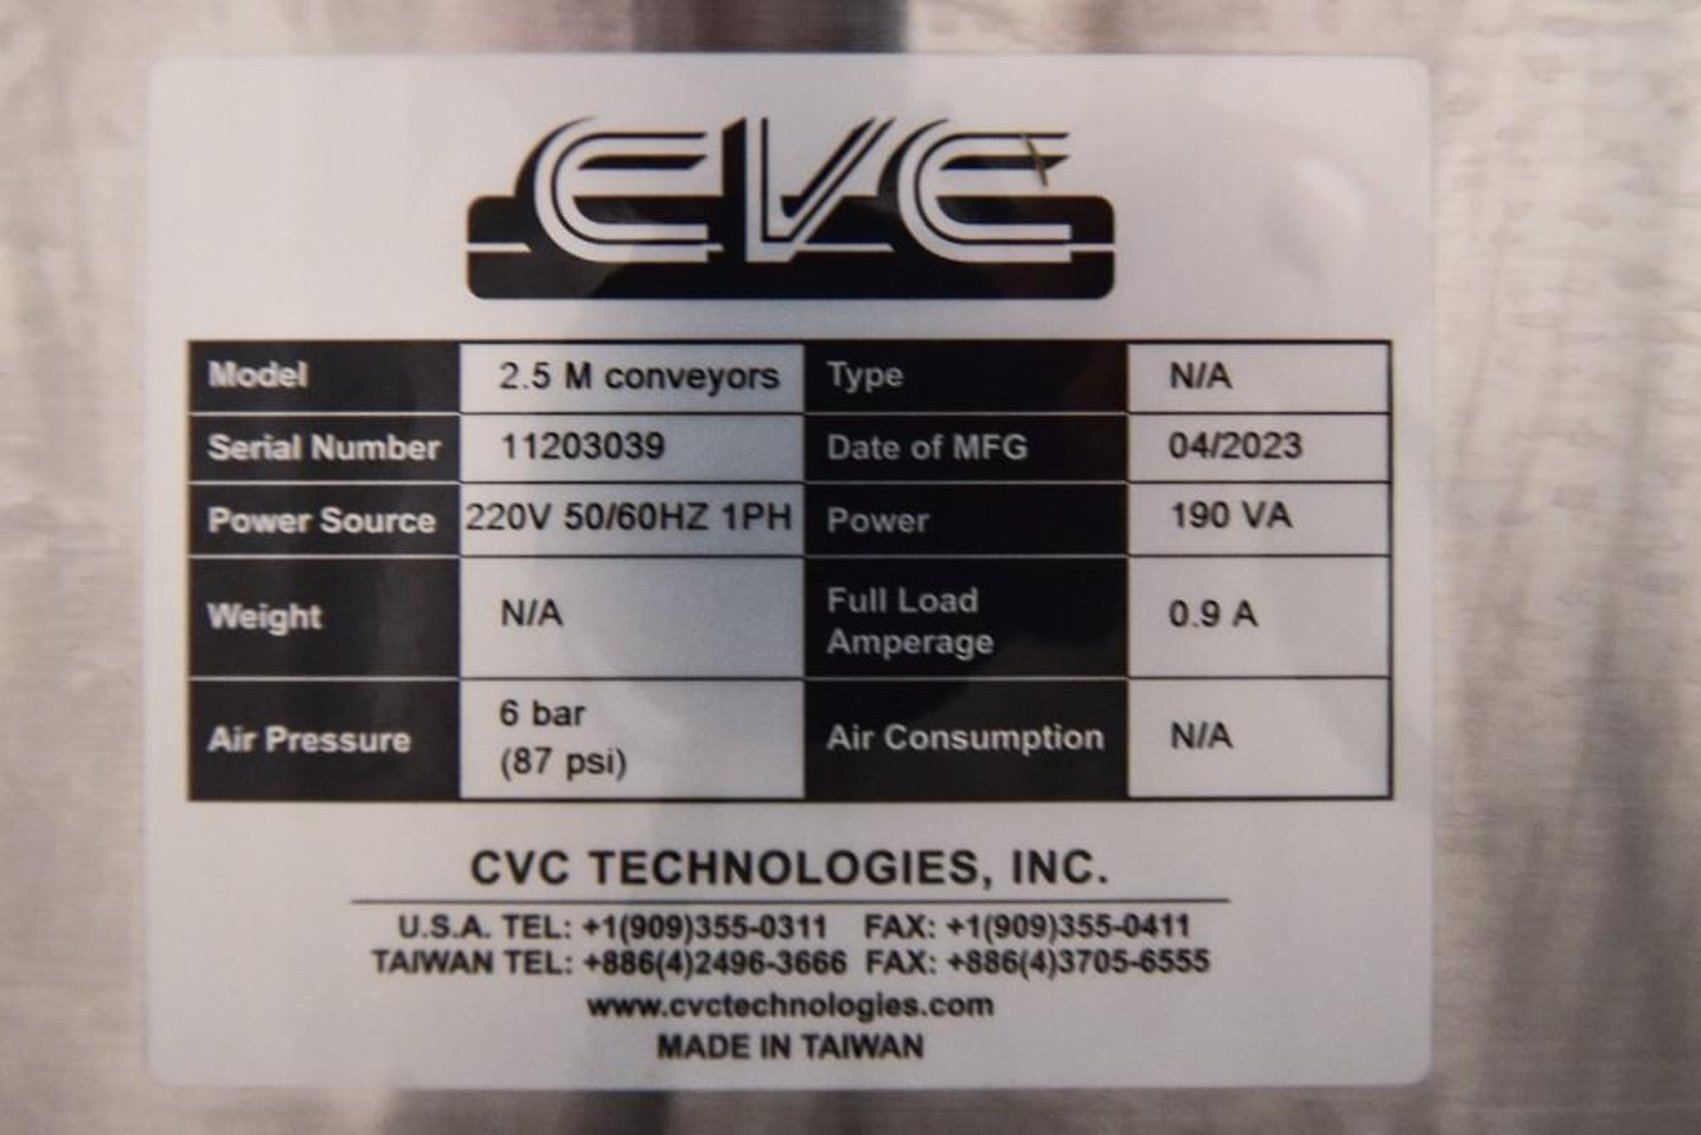 CVC
Model 2.5 M conveyors Type N/A
Serial Number 11203039 Date of MFG 04/2023
Power Source 220V 50/60HZ 1PH Power 190 VA
Weight N/A Full Load
Amperage 0.9 A
Air Pressure 6 bar
(87 psi) Air Consumption N/A
CVC TECHNOLOGIES, INC.
U.S.A. TEL: +1(909)355-0311 FAX: +1(909)355-0411
TAIWAN TEL: +886(4)2496-3666 FAX: +886(4)3705-6555
www.cvctechnologies.com
MADE IN TAIWAN